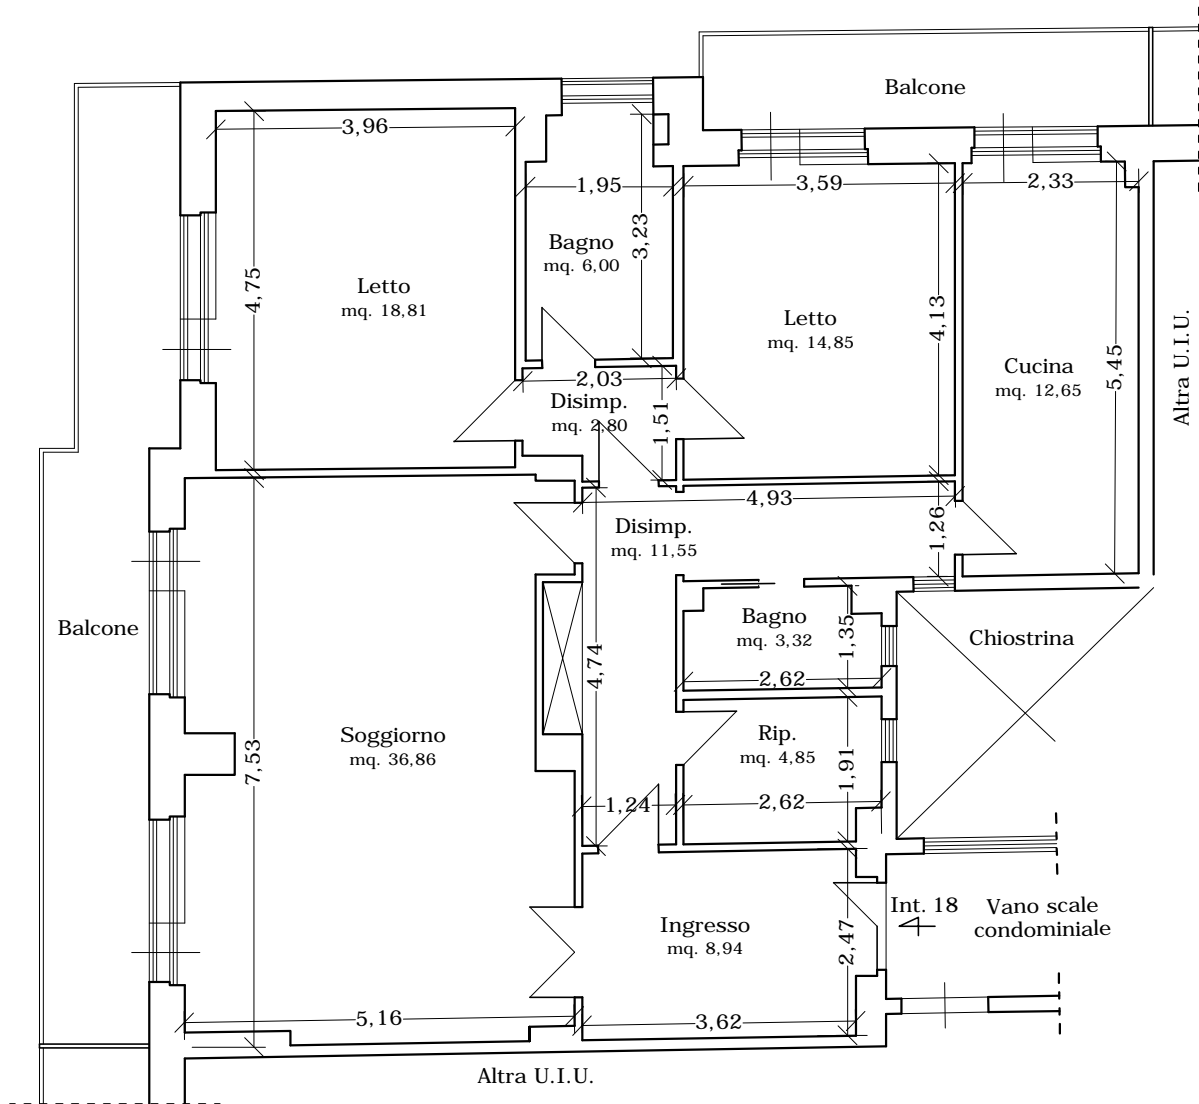 Balcone
3,96
1,95
3,59
2,33
3,23
Bagno
mq. 6,00
4,75
Letto
mq. 18,81
Letto
mq. 14,85
4,13
5,45
Cucina
mq. 12,65
Altra U.I.U.
2,03
Disimp.
mq. 2,80
1,51
4,93
1,26
Disimp.
mq. 11,55
Balcone
4,74
Bagno
mq. 3,32
1,35
2,62
Chiostrina
Soggiorno
mq. 36,86
7,53
Rip.
mq. 4,85
1,91
1,24
2,62
Ingresso
mq. 8,94
2,47
Int. 18
Vano scale
condominiale
5,16
3,62
Altra U.I.U.